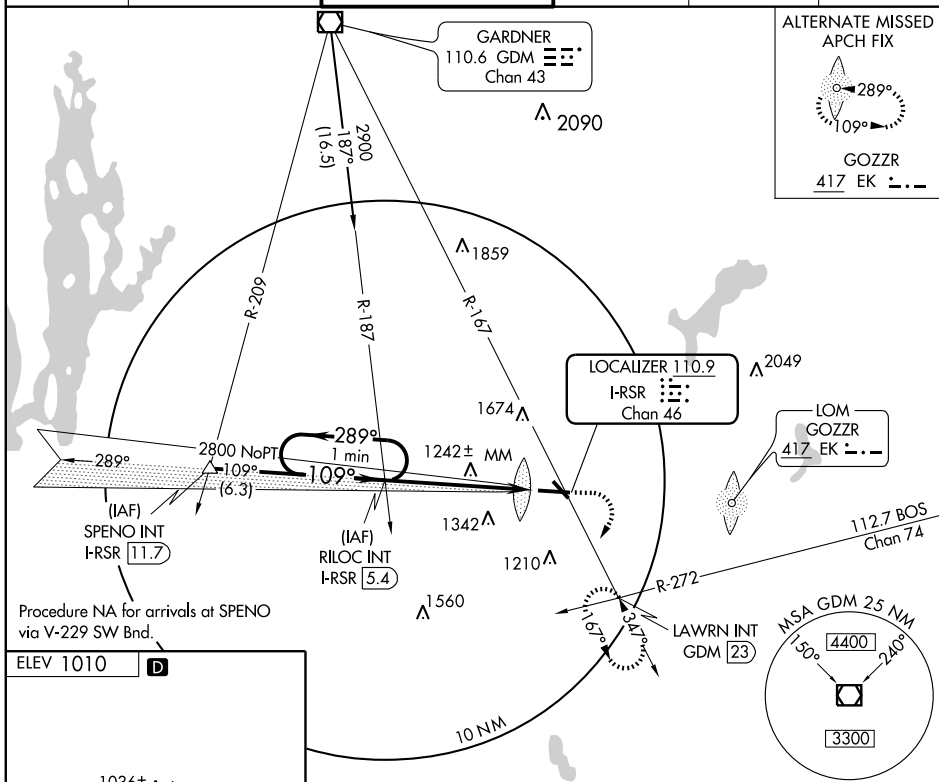 GARDNER
110.6 GDM
Chan 43
ALTERNATE MISSED
APCH FIX
289°
109°
GOZZR
417 EK
2090
2900
187°
(16.5)
1859
R-209
R-187
R-167
LOCALIZER 110.9
I-RSR
Chan 46
2049
1674
LOM
GOZZR
417 EK
289°
2800 NoPT
109°
(6.3)
289°
1 min
109°
1242± MM
(IAF)
SPENO INT
I-RSR 11.7
(IAF)
RILOC INT
I-RSR 5.4
1342
1210
112.7 BOS
Chan 74
R-272
1560
Procedure NA for arrivals at SPENO
via V-229 SW Bnd.
167°
347°
LAWRN INT
GDM 23
MSA GDM 25 NM
150°
4400
240°
3300
ELEV 1010 D
10 NM